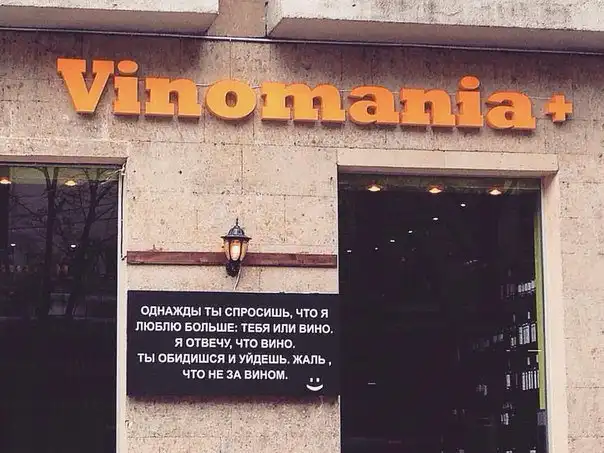 Vinomania+
ОДНАЖДЫ ТЫ СПРОСИШЬ, ЧТО Я
ЛЮБЛЮ БОЛЬШЕ: ТЕБЯ ИЛИ ВИНО.
Я ОТВЕЧУ, ЧТО ВИНО.
ТЫ ОБИДИШСЯ И УЙДЕШЬ. ЖАЛЬ ,
ЧТО НЕ ЗА ВИНОМ.